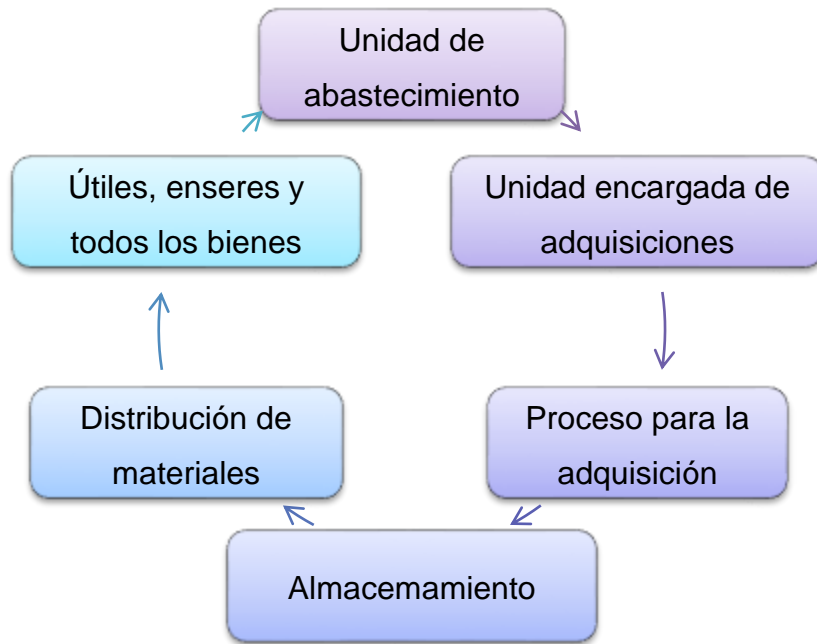 Unidad de
abastecimiento
Unidad encargada de
adquisiciones
Proceso para la
adquisición
Almacemamiento
Distribución de
materiales
Útiles, enseres y
todos los bienes